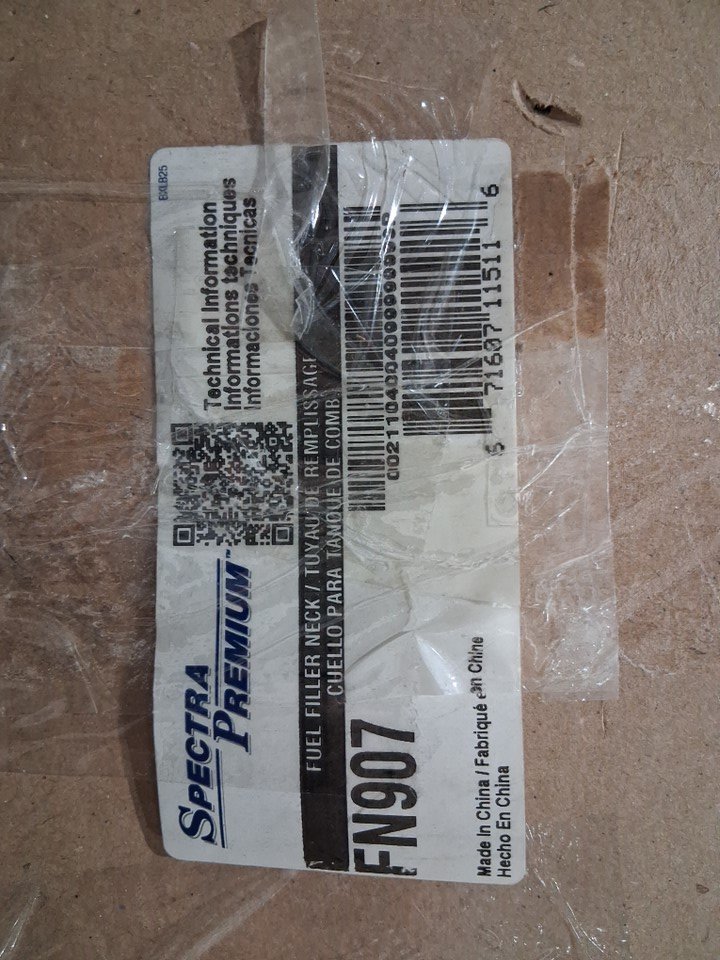 SPECTRA
PREMIUM™
Technical Information
Informations techniques
Informaciones Tecnicas
BXLB25
FUEL FILLER NECK / TUYAU DE REMPLISSAGE
CUELLO PARA TANQUE DE COMB.
FN907
6 71607 11511 6
Made In China / Fabriqué en Chine
Hecho En China